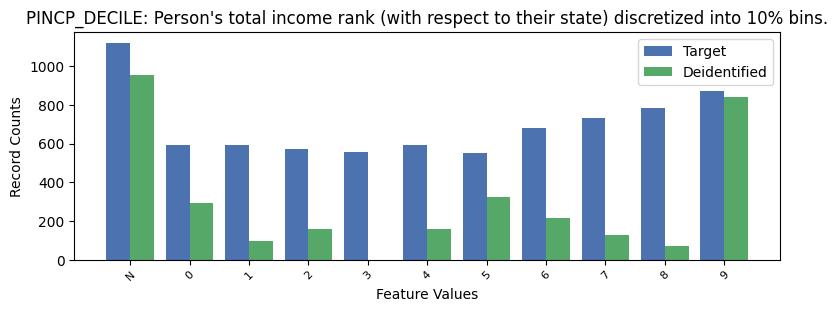 PINCP_DECILE: Person's total income rank (with respect to their state) discretized into 10% bins.
Target
Deidentified
Record Counts
1000
800
600
400
200
0
N 0 1 2 3 4 5 6 7 8 9
Feature Values